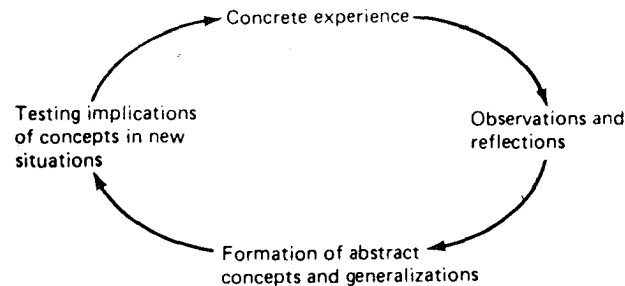 Concrete experience
Observations and
reflections
Formation of abstract
concepts and generalizations
Testing implications
of concepts in new
situations